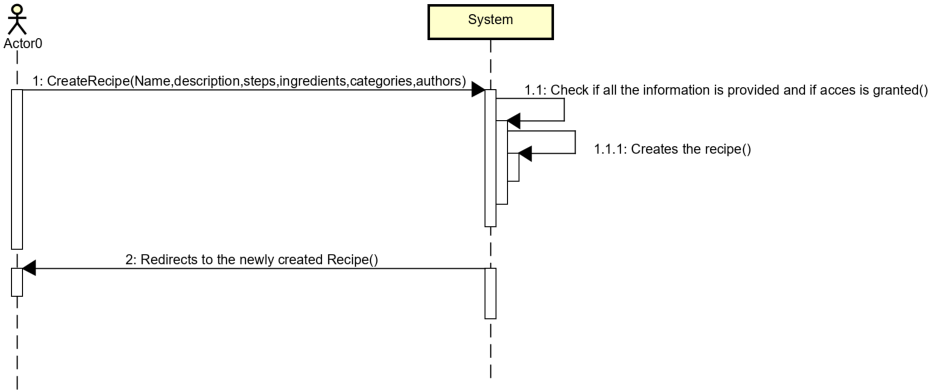 System
Actor0
1: CreateRecipe(Name,description,steps,ingredients,categories,authors)
1.1: Check if all the information is provided and if acces is granted()
1.1.1: Creates the recipe()
2: Redirects to the newly created Recipe()